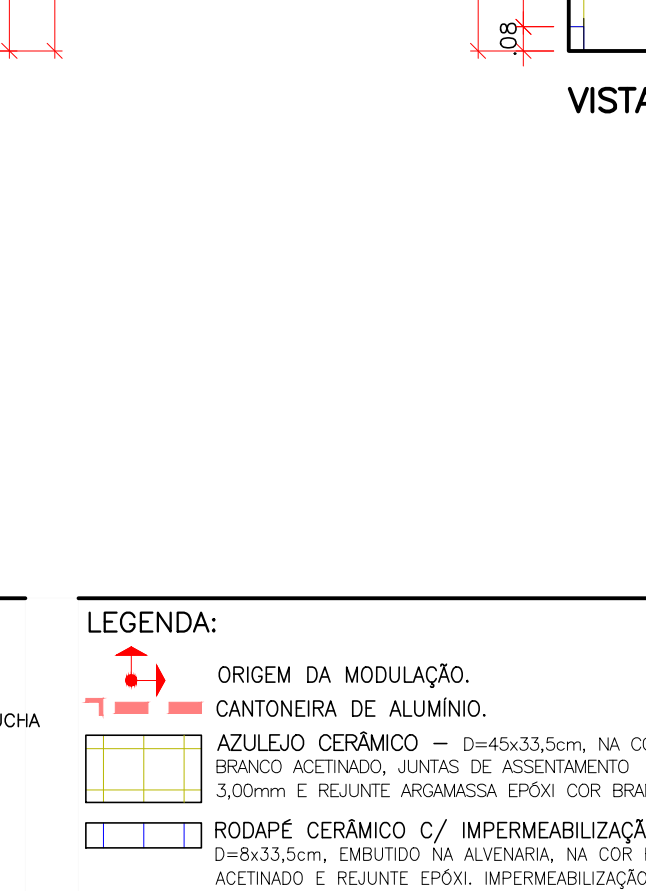 .08
VISTA
LEGENDA:
ORIGEM DA MODULAÇÃO.
CANTONEIRA DE ALUMÍNIO.
UCHA
AZULEJO CERÂMICO – D=45x33,5cm, NA CO
BRANCO ACETINADO, JUNTAS DE ASSENTAMENTO
3,00mm E REJUNTE ARGAMASSA EPÓXI COR BRAN
RODAPÉ CERÂMICO C/ IMPERMEABILIZAÇÃ
D=8x33,5cm, EMBUTIDO NA ALVENARIA, NA COR
ACETINADO E REJUNTE EPÓXI. IMPERMEABILIZAÇÃO